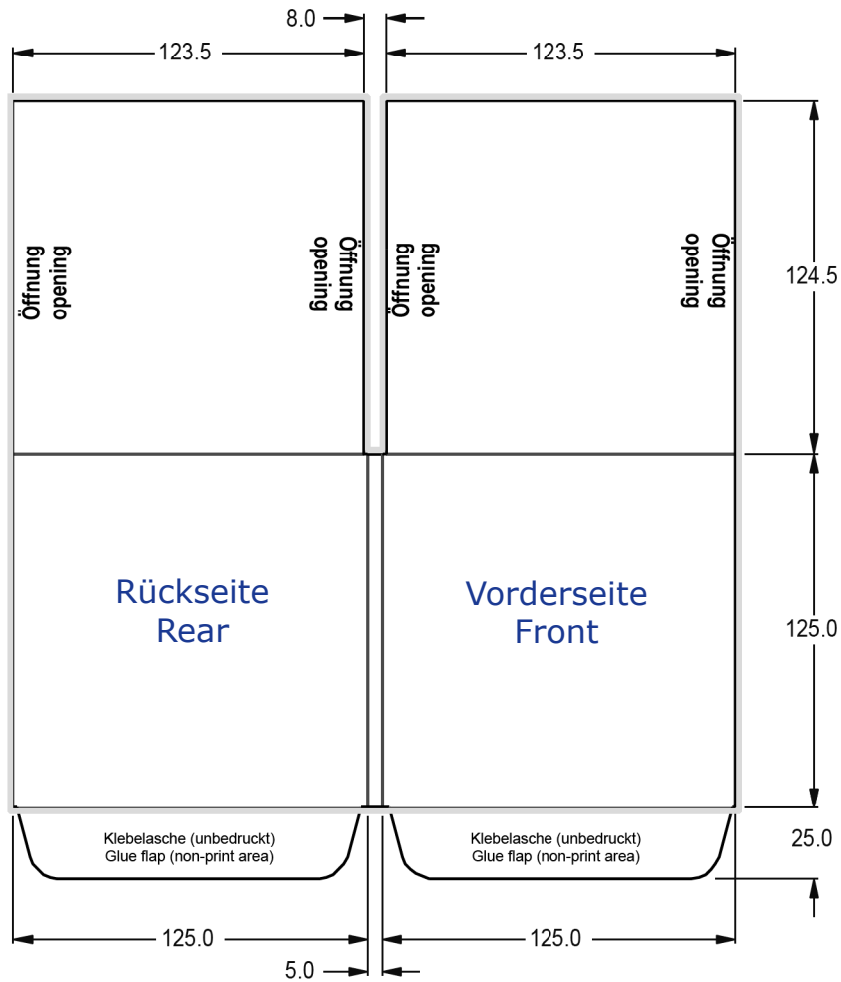 8.0
123.5
123.5
Öffnung
opening
Öffnung
opening
Öffnung
opening
Öffnung
opening
124.5
Rückseite
Rear
Vorderseite
Front
125.0
Klebelasche (unbedruckt)
Glue flap (non-print area)
Klebelasche (unbedruckt)
Glue flap (non-print area)
25.0
125.0
125.0
5.0